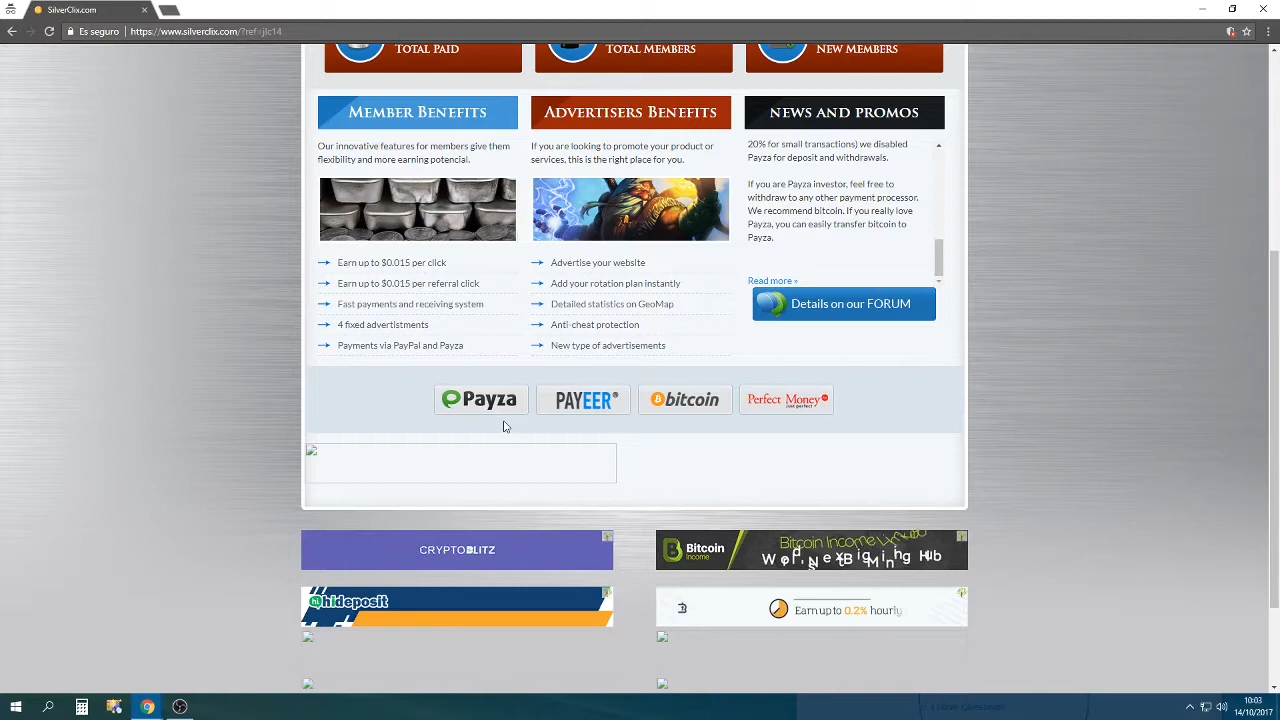 SilverClix.com
Es seguro
https://www.silverclix.com/?ref=jlc14
TOTAL PAID
TOTAL MEMBERS
NEW MEMBERS
MEMBER BENEFITS
Our innovative features for members give them
flexibility and more earning potencial.
Earn up to $0.015 per click
Earn up to $0.015 per referral click
Fast payments and receiving system
4 fixed advertistments
Payments via PayPal and Payza
ADVERTISERS BENEFITS
If you are looking to promote your product or
services, this is the right place for you.
Advertise your website
Add your rotation plan instantly
Detailed statistics on GeoMap
Anti-cheat protection
New type of advertisements
NEWS AND PROMOS
20% for small transactions) we disabled
Payza for deposit and withdrawals.
If you are Payza investor, feel free to
withdraw to any other payment processor.
We recommend bitcoin. If you really love
Payza, you can easily transfer bitcoin to
Payza.
Read more »
Details on our FORUM
Payza
PAYEER®
bitcoin
Perfect Money
just perfect
CRYPTOBLITZ
Bitcoin
Income
Bitcoin Income
hi hideposit
Earn up to 0.2% hourly
10:03
14/10/2017